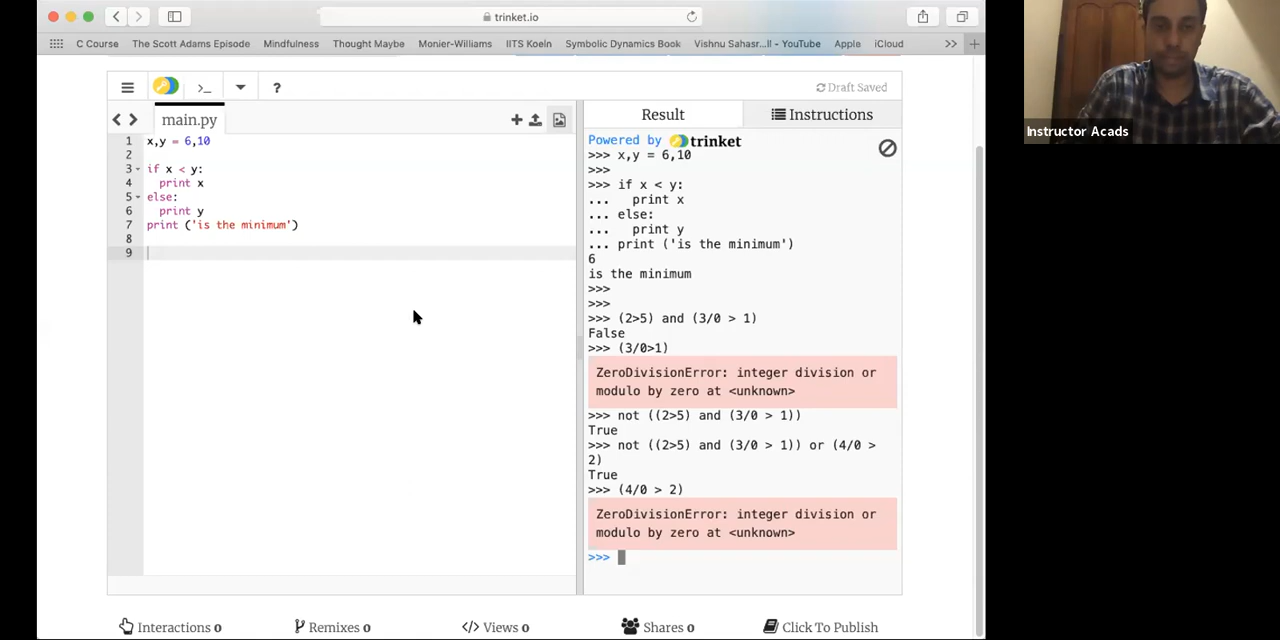 trinket.io
C Course The Scott Adams Episode Mindfulness Thought Maybe Monier-Williams IITS Koeln Symbolic Dynamics Book Vishnu Sahasr...ll - YouTube Apple iCloud >> +
? Draft Saved
main.py
Result Instructions
Powered by trinket
1 x,y = 6,10
2
3 if x < y:
4 print x
5 else:
6 print y
7 print ('is the minimum')
8
9
>>> x,y = 6,10
>>>
>>> if x < y:
... print x
... else:
... print y
... print ('is the minimum')
6
is the minimum
>>>
>>>
>>> (2>5) and (3/0 > 1)
False
>>> (3/0>1)
ZeroDivisionError: integer division or
modulo by zero at <unknown>
>>> not ((2>5) and (3/0 > 1))
True
>>> not ((2>5) and (3/0 > 1)) or (4/0 >
2)
True
>>> (4/0 > 2)
ZeroDivisionError: integer division or
modulo by zero at <unknown>
>>>
Interactions 0 Remixes 0 Views 0 Shares 0 Click To Publish
Instructor Acads